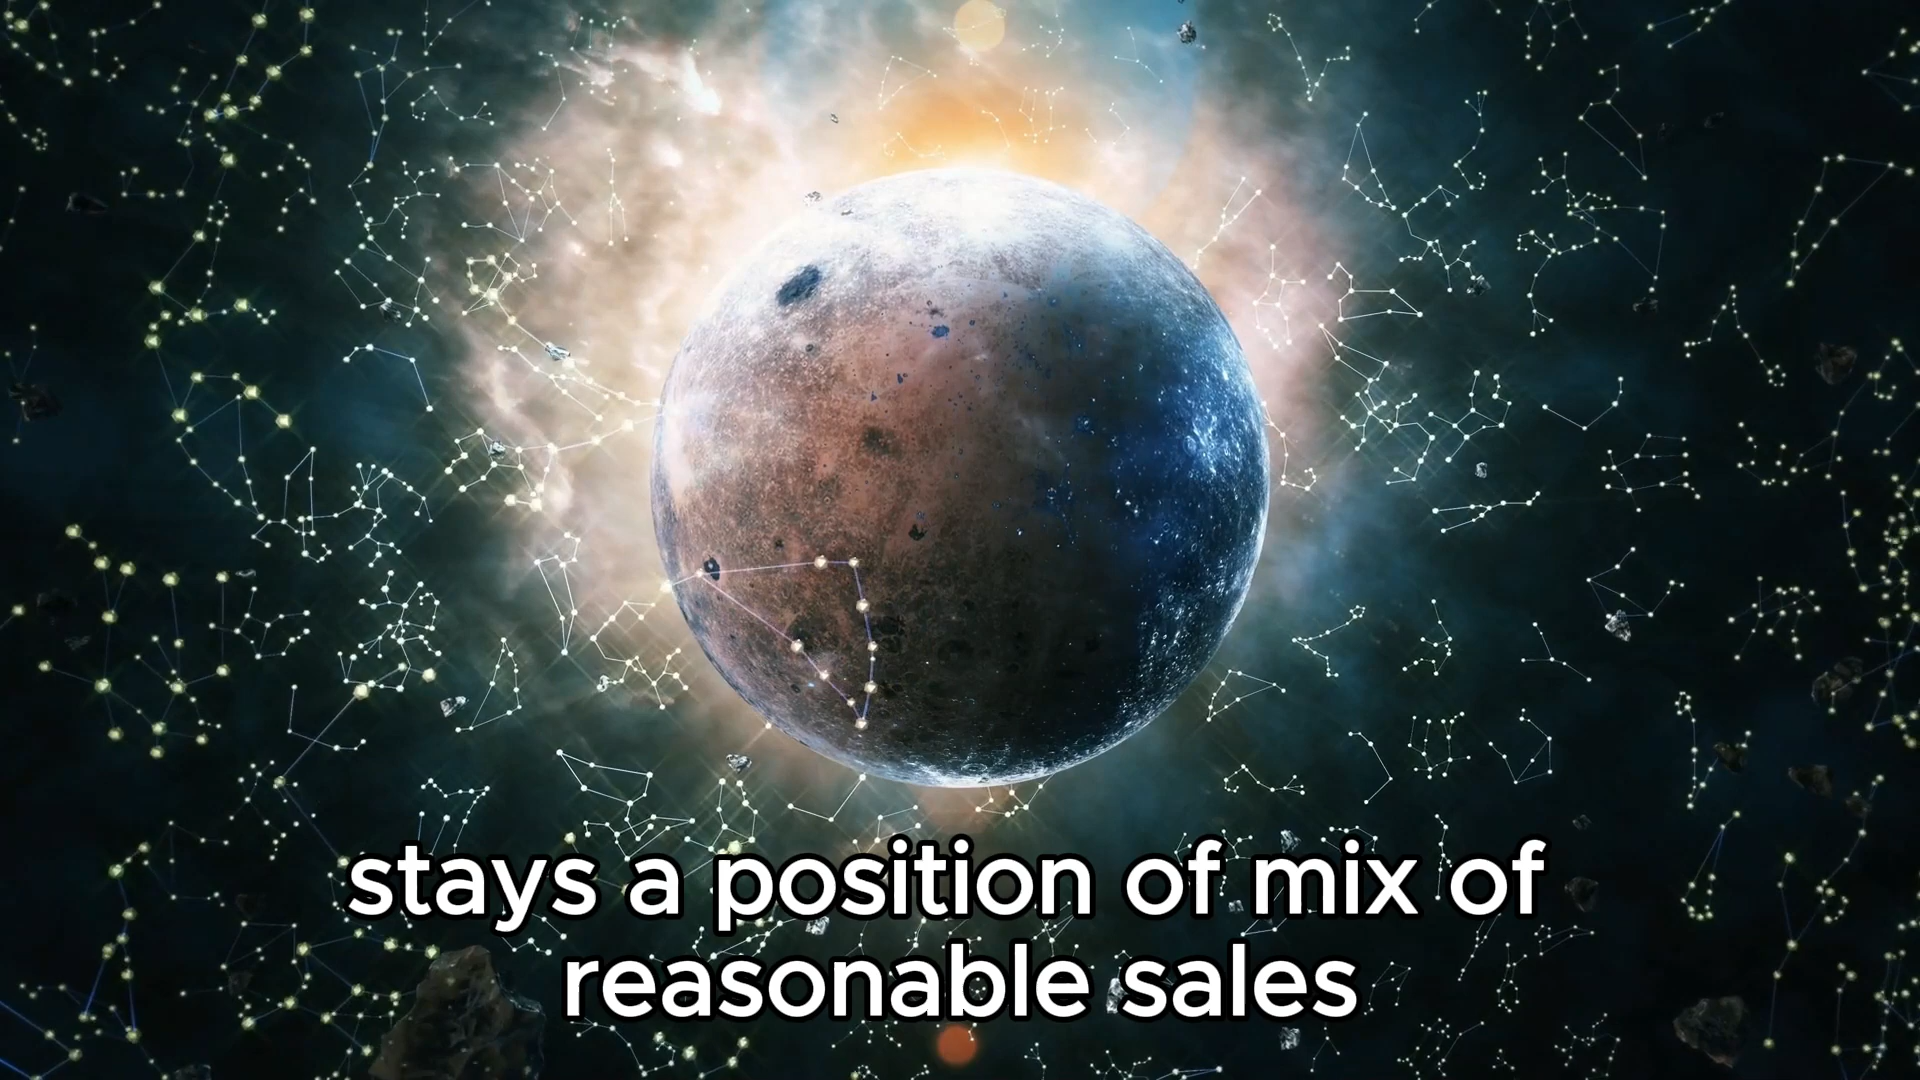 stays a position of mix of
reasonable sales